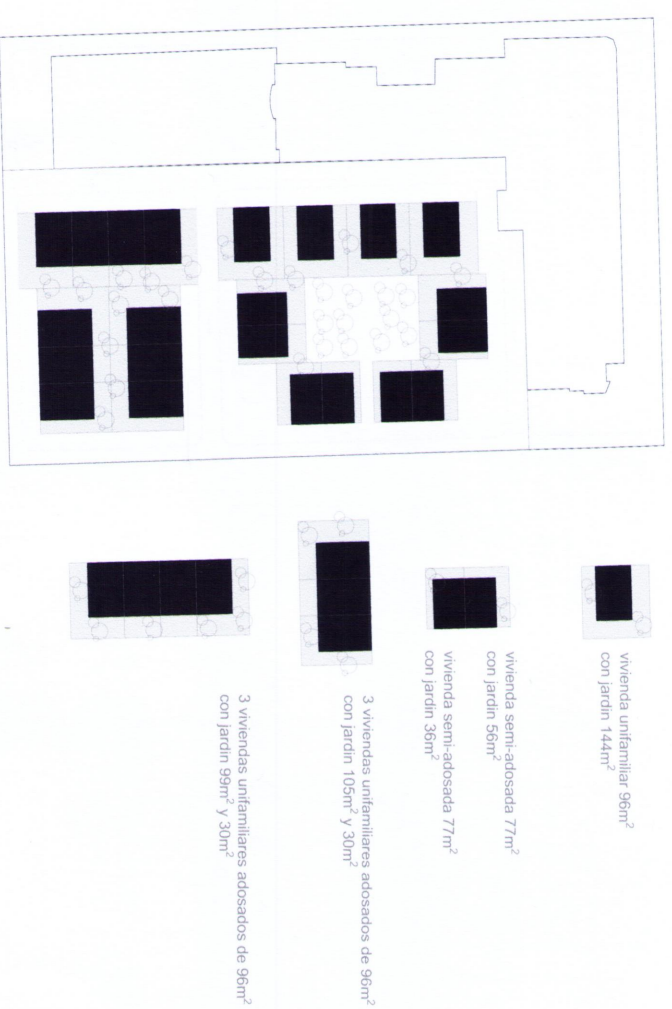 vivienda unifamiliar 96m²
con jardin 144m²
vivienda semi-adosada 77m²
con jardin 56m²
vivienda semi-adosada 77m²
con jardin 36m²
3 viviendas unifamiliares adosados de 96m²
con jardin 105m² y 30m²
3 viviendas unifamiliares adosados de 96m²
con jardin 99m² y 30m²